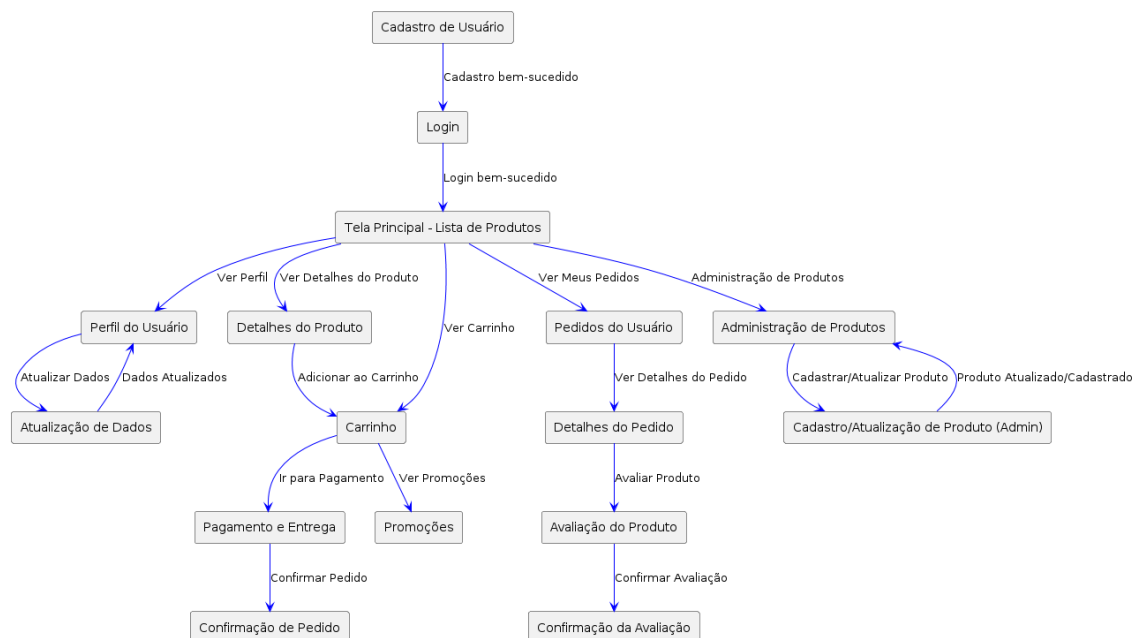 Cadastro de Usuário
Cadastro bem-sucedido
Login
Login bem-sucedido
Tela Principal - Lista de Produtos
Ver Perfil
Ver Detalhes do Produto
Ver Carrinho
Ver Meus Pedidos
Administração de Produtos
Perfil do Usuário
Detalhes do Produto
Pedidos do Usuário
Administração de Produtos
Atualizar Dados
Dados Atualizados
Adicionar ao Carrinho
Ver Detalhes do Pedido
Cadastrar/Atualizar Produto
Produto Atualizado/Cadastrado
Atualização de Dados
Carrinho
Detalhes do Pedido
Cadastro/Atualização de Produto (Admin)
Ir para Pagamento
Ver Promoções
Avaliar Produto
Pagamento e Entrega
Promoções
Avaliação do Produto
Confirmar Pedido
Confirmar Avaliação
Confirmação de Pedido
Confirmação da Avaliação